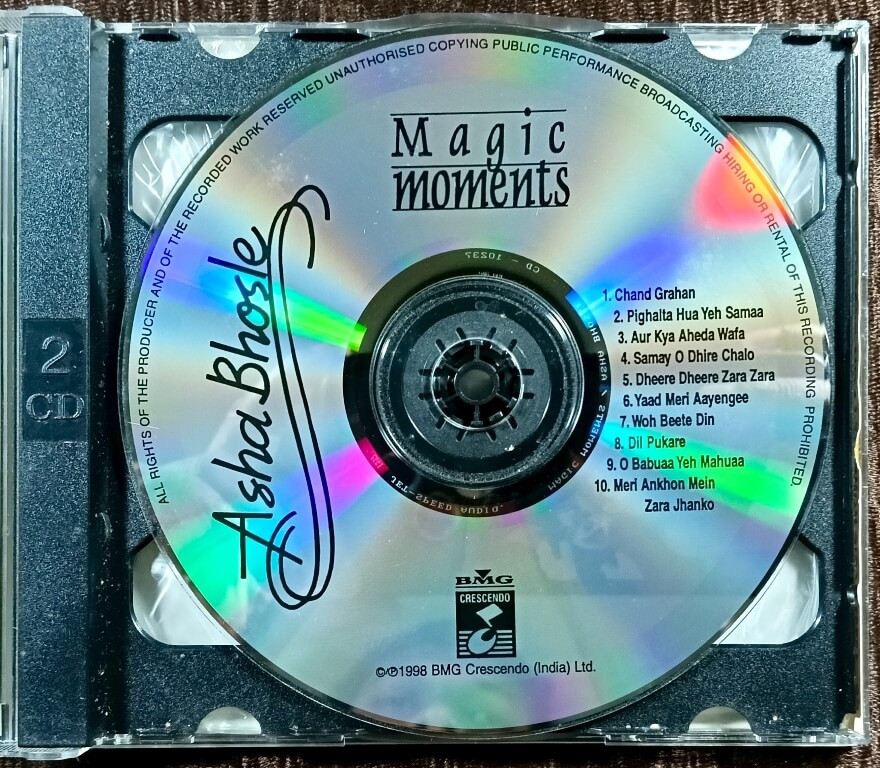 ALL RIGHTS OF THE PRODUCER AND OF THE RECORDED WORK RESERVED UNAUTHORISED COPYING PUBLIC PERFORMANCE BROADCASTING HIRING OR RENTAL OF THIS RECORDING PROHIBITED.
Magic
moments
Asha Bhosle
2
CD
1. Chand Grahan
2. Pighalta Hua Yeh Samaa
3. Aur Kya Aheda Wafa
4. Samay O Dhire Chalo
5. Dheere Dheere Zara Zara
6. Yaad Meri Aayengee
7. Woh Beete Din
8. Dil Pukare
9. O Babuaa Yeh Mahuaa
10. Meri Ankhon Mein
Zara Jhanko
CD - 10237
BMG
CRESCENDO
©℗1998 BMG Crescendo (India) Ltd.